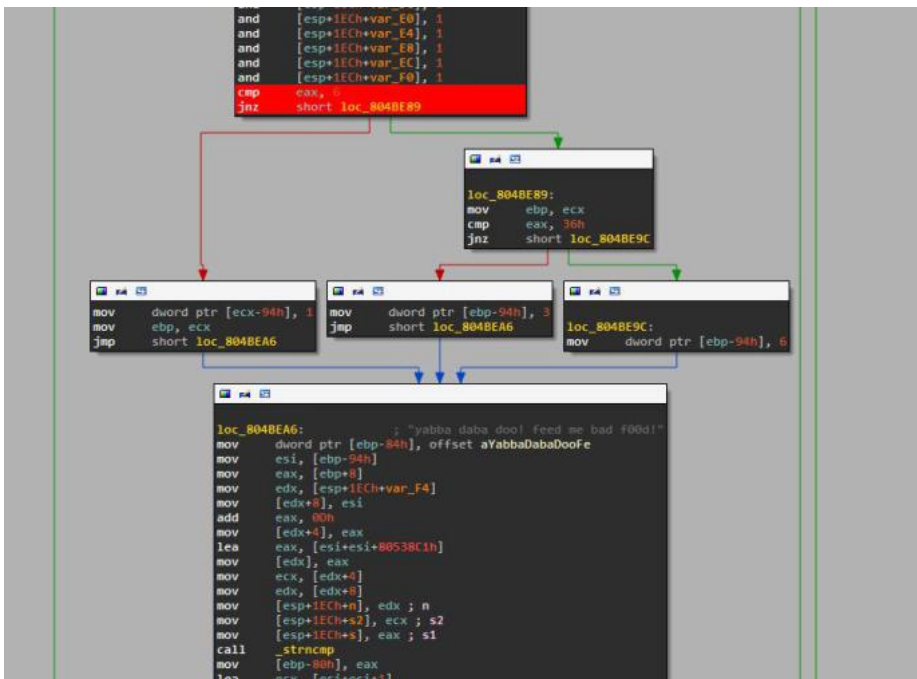 and [esp+1ECh+var_E0], 1
and [esp+1ECh+var_E4], 1
and [esp+1ECh+var_E8], 1
and [esp+1ECh+var_EC], 1
and [esp+1ECh+var_F0], 1
cmp eax, 6
jnz short loc_804BE89
loc_804BE89:
mov ebp, ecx
cmp eax, 36h
jnz short loc_804BE9C
mov dword ptr [ecx-94h], 1
mov ebp, ecx
jmp short loc_804BEA6
mov dword ptr [ebp-94h], 3
jmp short loc_804BEA6
loc_804BE9C:
mov dword ptr [ebp-94h], 6
loc_804BEA6: ; "yabba daba doo! feed me bad f00d!"
mov dword ptr [ebp-84h], offset aYabbaDabaDooFe
mov esi, [ebp-94h]
mov eax, [ebp+8]
mov edx, [esp+1ECh+var_F4]
mov [edx+8], esi
add eax, 0Dh
mov [edx+4], eax
lea eax, [esi+esi+80538C1h]
mov [edx], eax
mov ecx, [edx+4]
mov edx, [edx+8]
mov [esp+1ECh+n], edx ; n
mov [esp+1ECh+s2], ecx ; s2
mov [esp+1ECh+s], eax ; s1
call _strncmp
mov [ebp-80h], eax
lea ecx, [esi+esi+1]